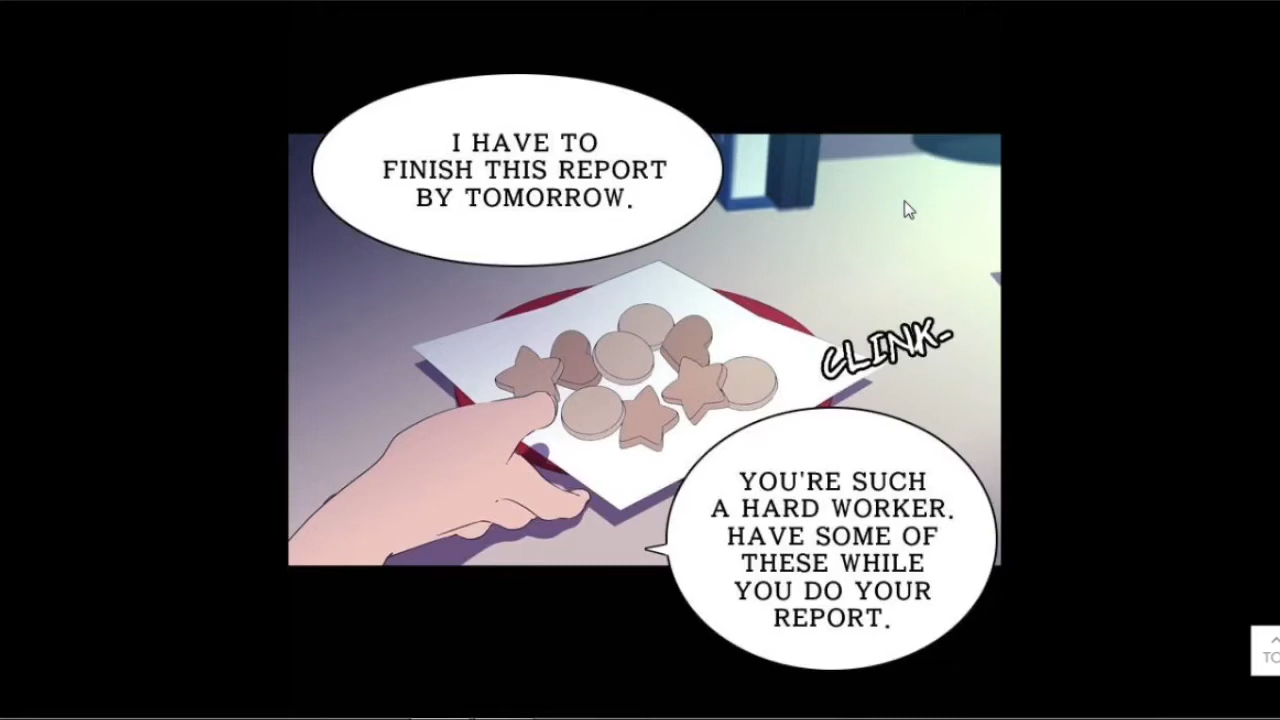 I HAVE TO
FINISH THIS REPORT
BY TOMORROW.
CLINK-
YOU'RE SUCH
A HARD WORKER.
HAVE SOME OF
THESE WHILE
YOU DO YOUR
REPORT.